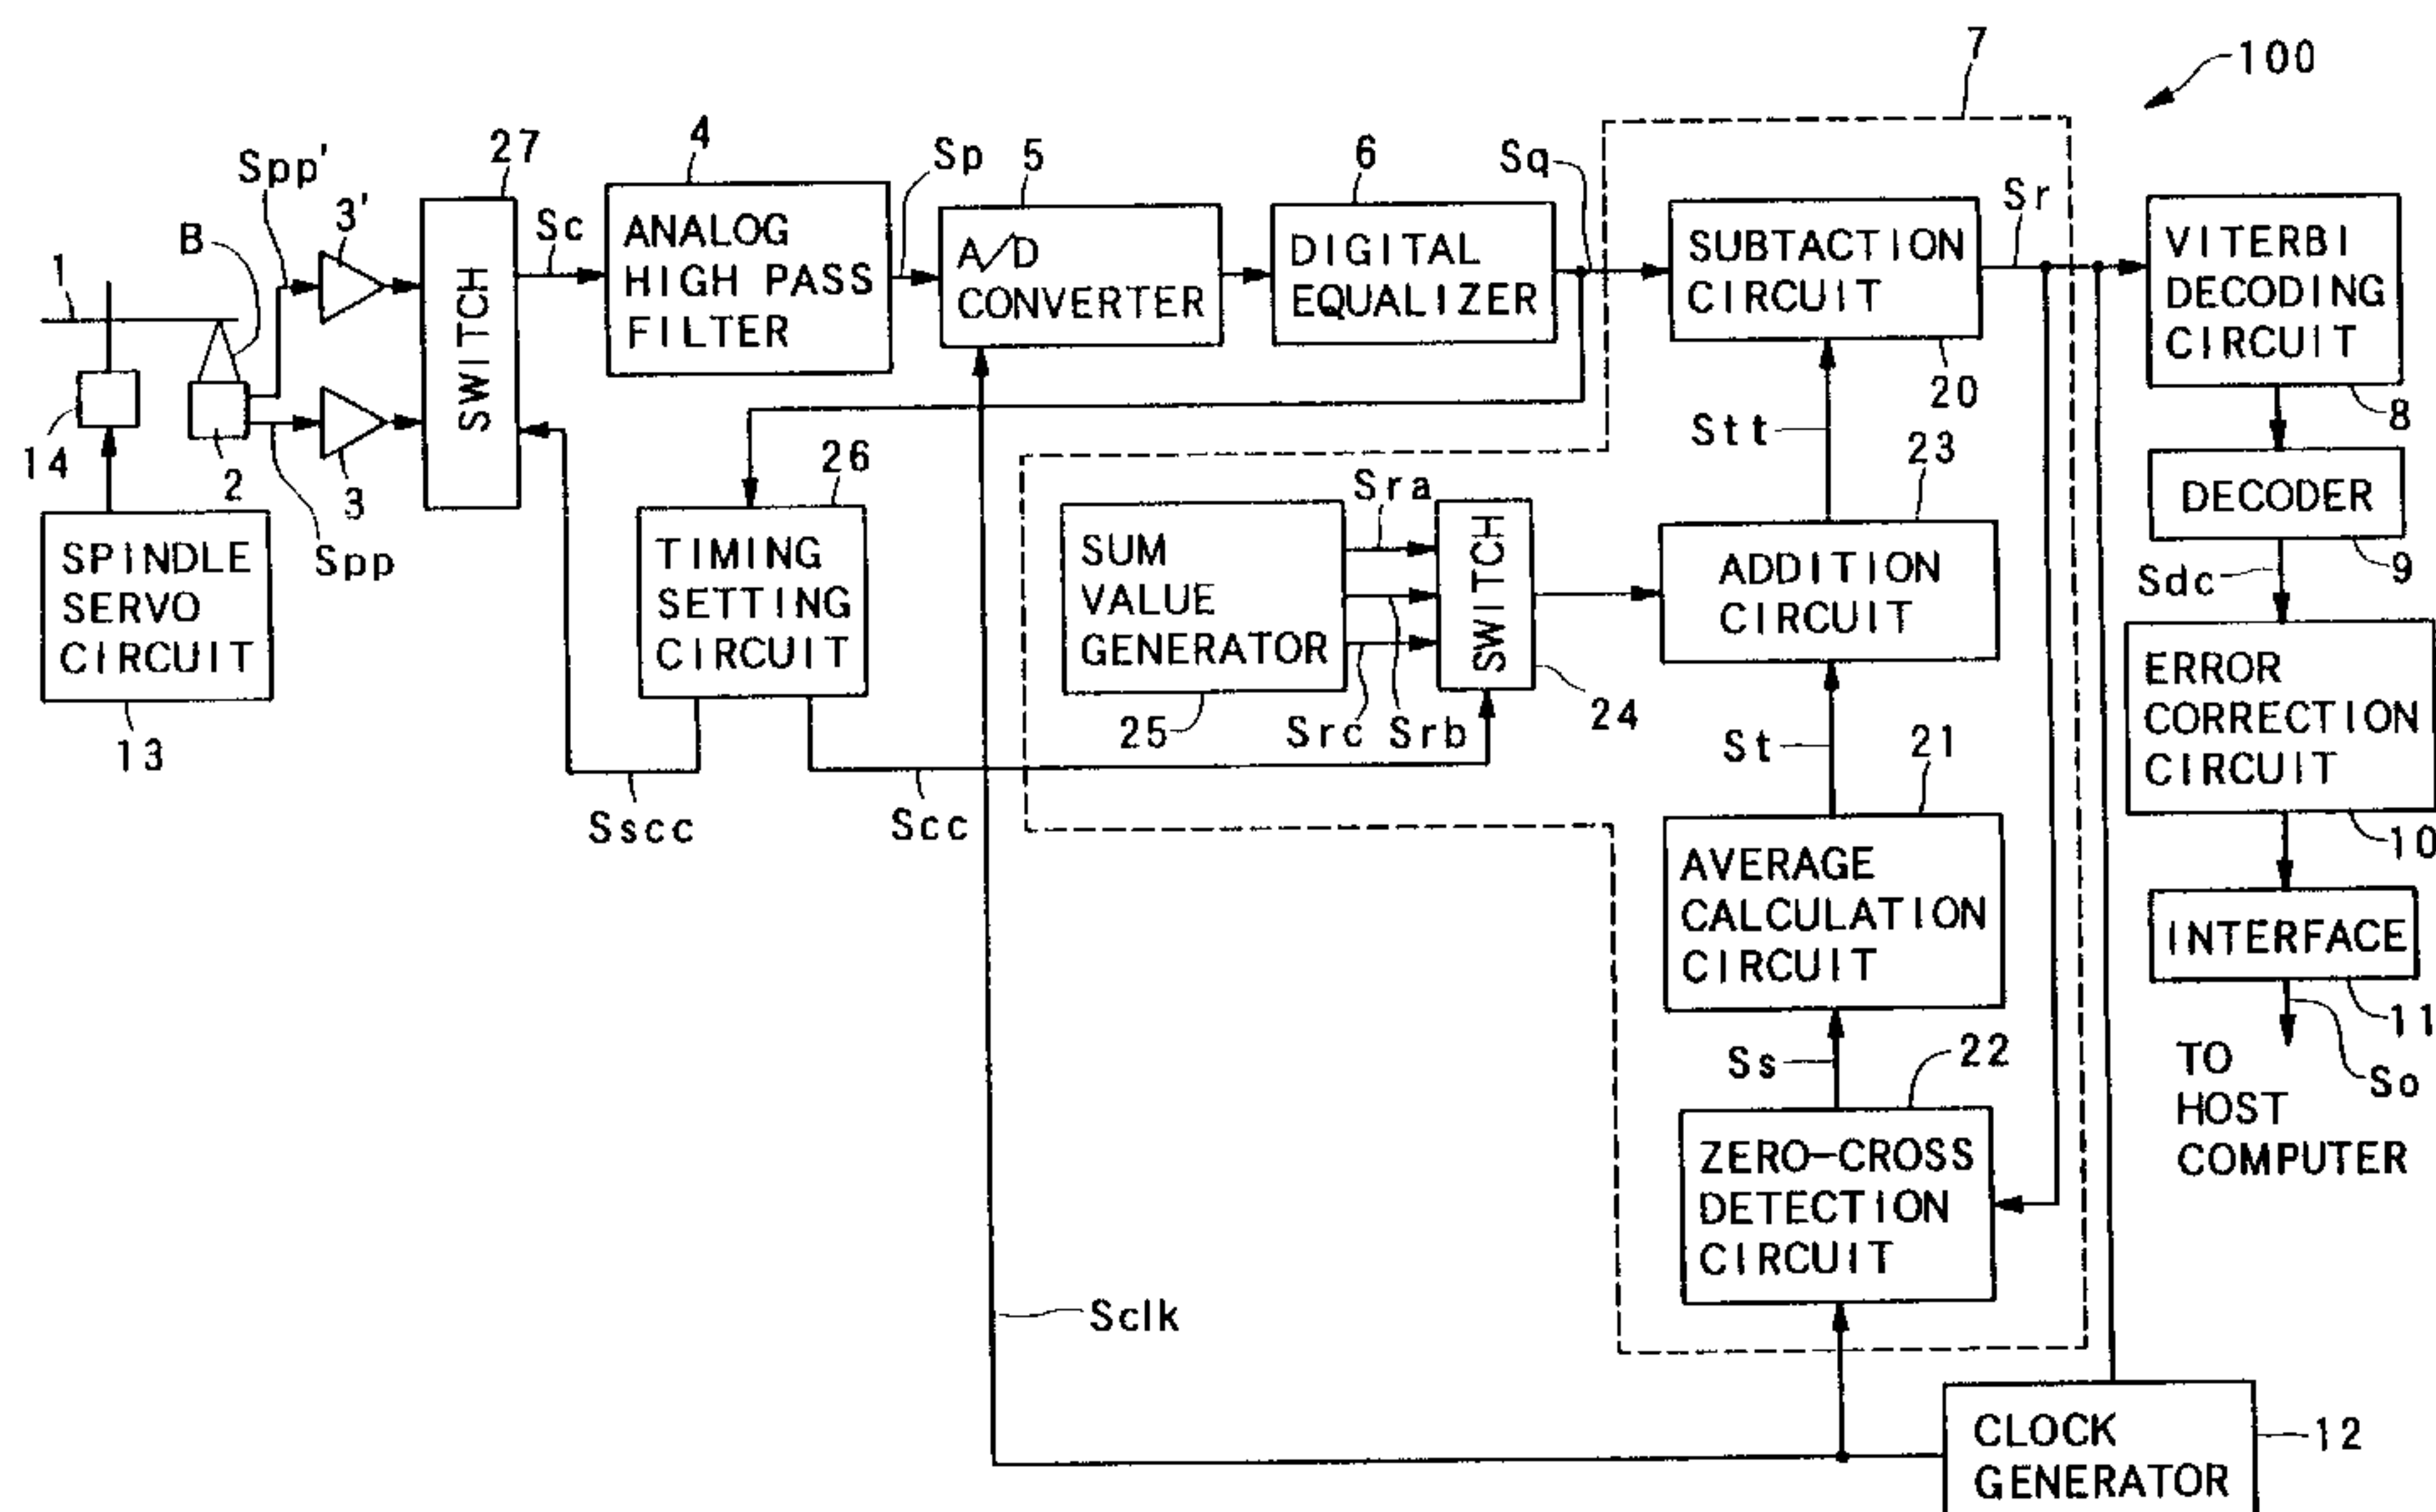 7
100
27
4
5
6
Spp'
3'
Sc
Sp
Sq
Sr
B
1
SWITCH
ANALOG
HIGH PASS
FILTER
A/D
CONVERTER
DIGITAL
EQUALIZER
SUBTACTION
CIRCUIT
VITERBI
DECODING
CIRCUIT
20
8
14
2
3
Spp
26
Stt
23
Sra
SPINDLE
SERVO
CIRCUIT
13
TIMING
SETTING
CIRCUIT
SUM
VALUE
GENERATOR
25
SWITCH
24
Src
Srb
ADDITION
CIRCUIT
DECODER
9
Sdc
ERROR
CORRECTION
CIRCUIT
10
Sscc
Scc
St
21
AVERAGE
CALCULATION
CIRCUIT
INTERFACE
11
So
TO
HOST
COMPUTER
Ss
22
ZERO-CROSS
DETECTION
CIRCUIT
Sclk
CLOCK
GENERATOR
12